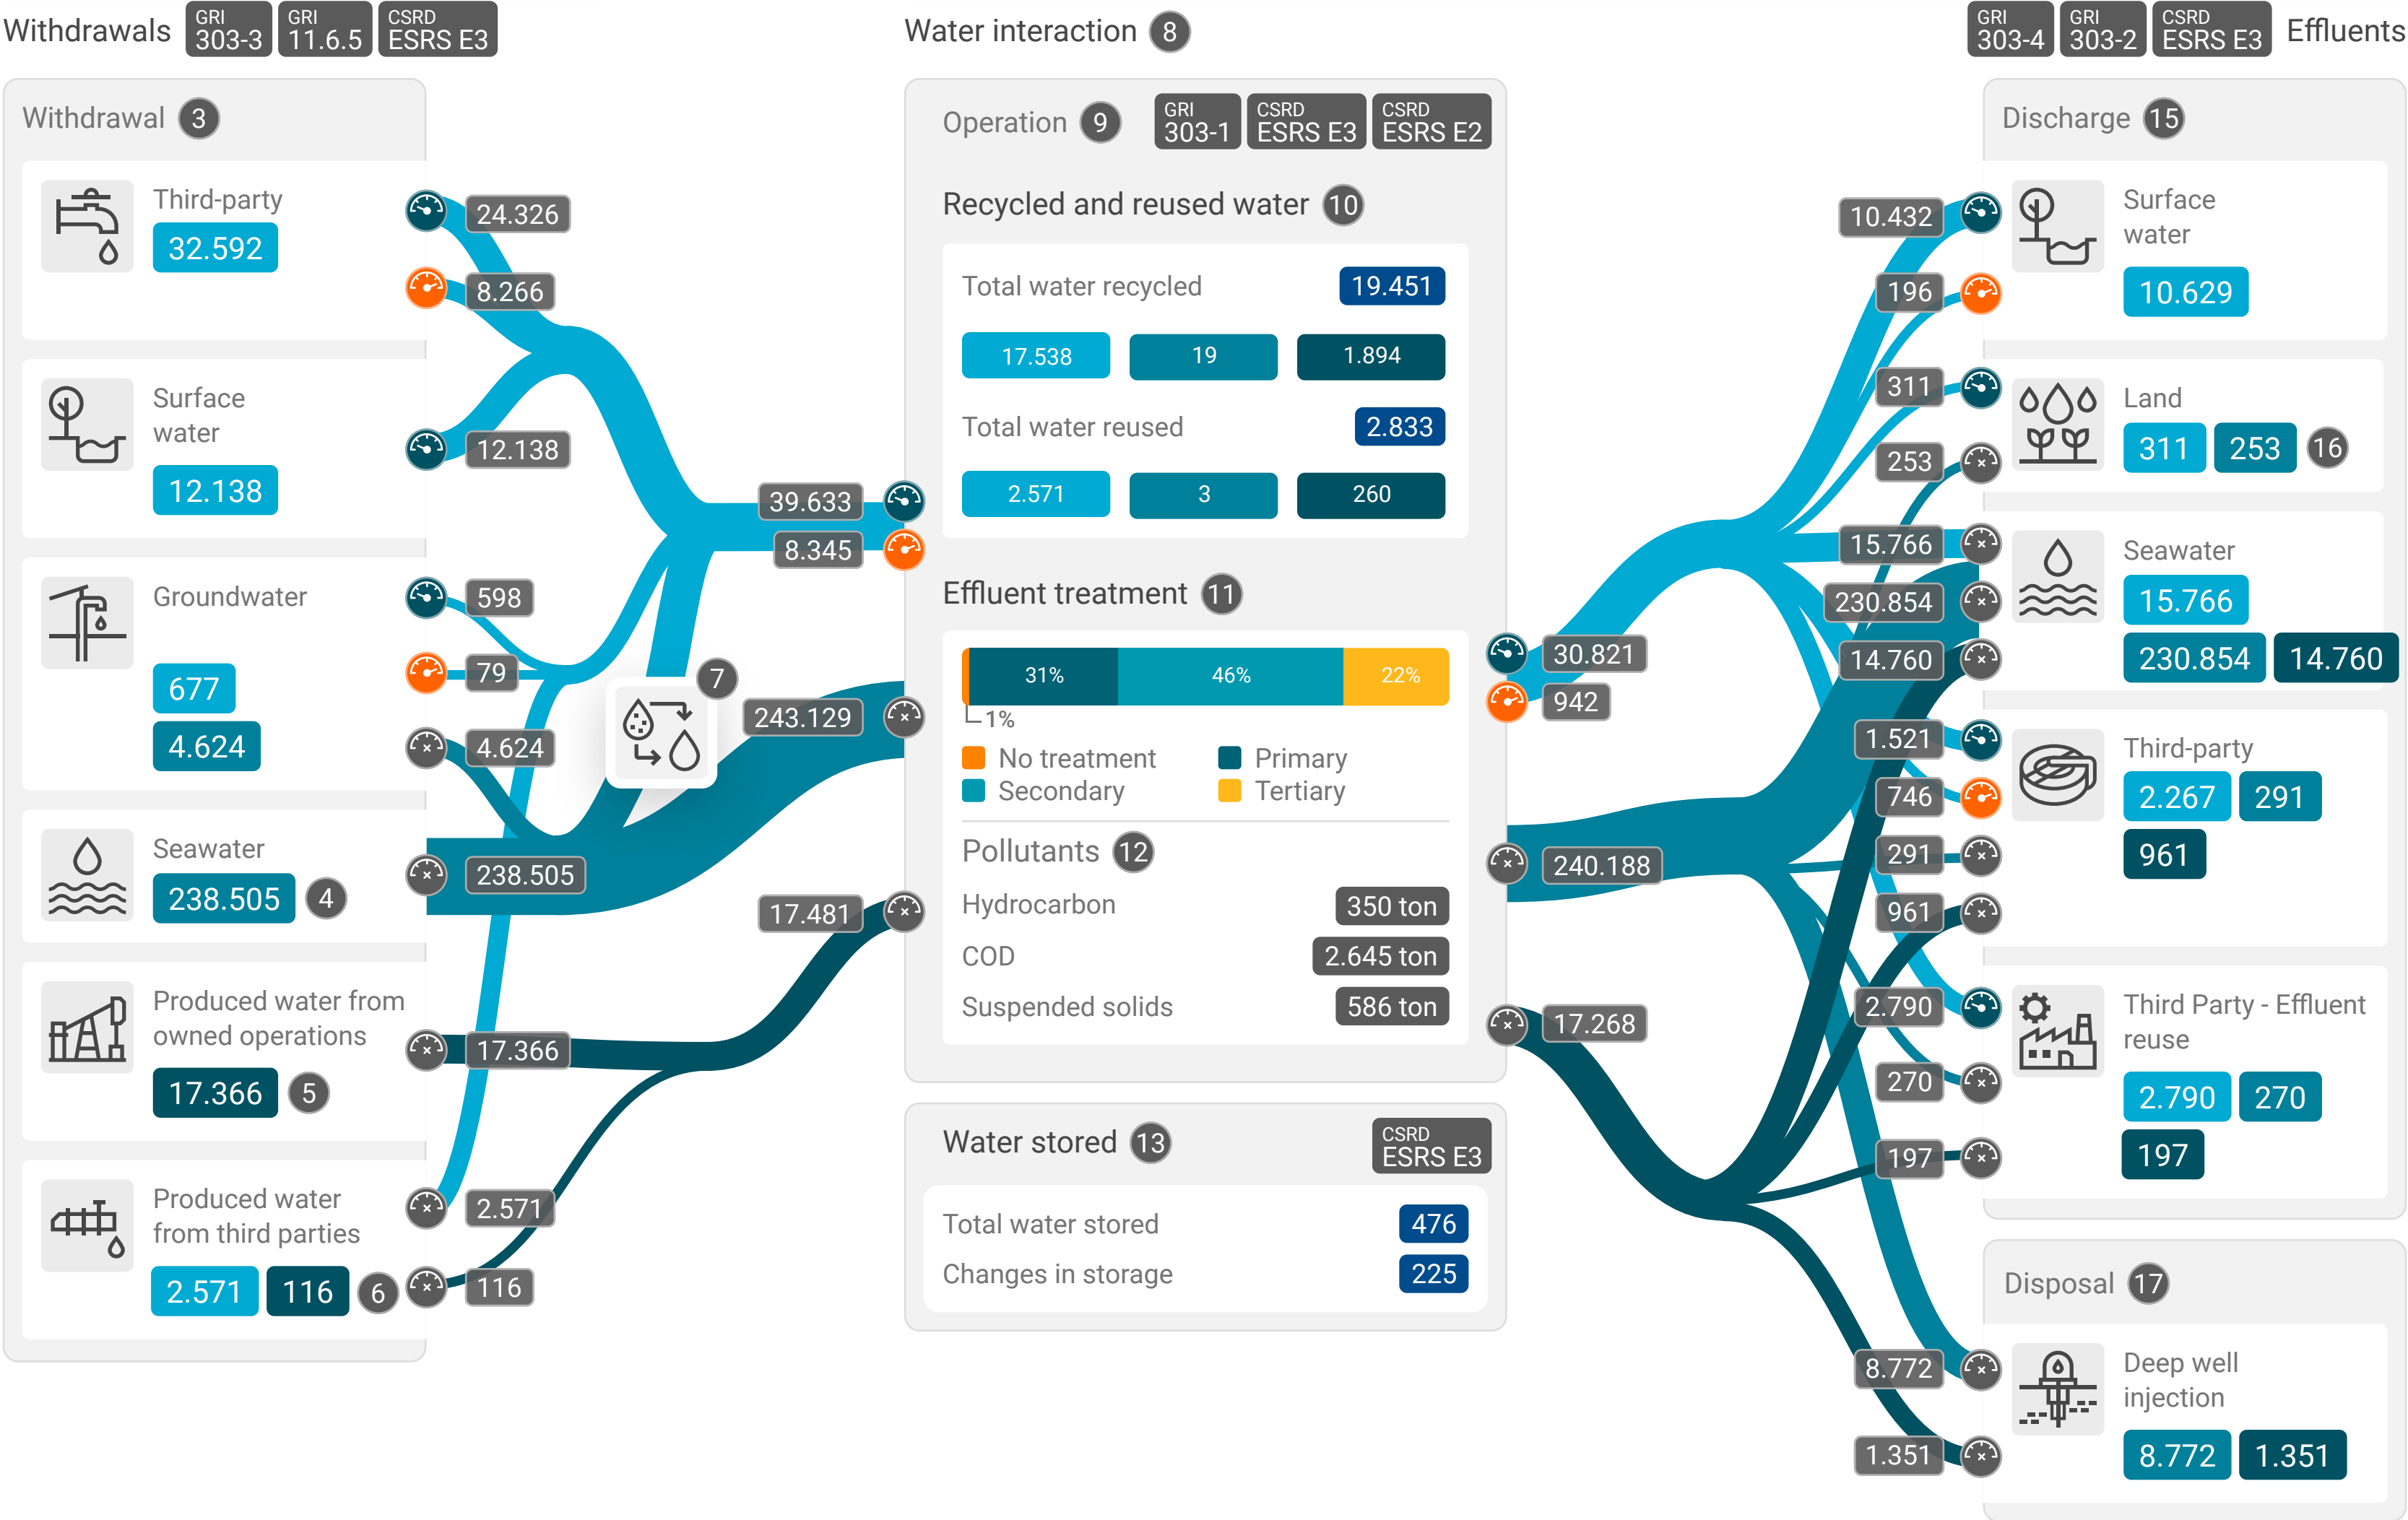 Withdrawals
GRI
303-3
GRI
11.6.5
CSRD
ESRS E3
Withdrawal 3
Third-party
32.592
24.326
8.266
Surface
water
12.138
12.138
Groundwater
677
4.624
598
79
4.624
Seawater
238.505 4
238.505
Produced water from
owned operations
17.366 5
17.366
Produced water
from third parties
2.571 116 6
2.571
116
39.633
8.345
7
243.129
17.481
Water interaction 8
Operation 9
GRI
303-1
CSRD
ESRS E3
CSRD
ESRS E2
Recycled and reused water 10
Total water recycled 19.451
17.538 19 1.894
Total water reused 2.833
2.571 3 260
Effluent treatment 11
31% 46% 22%
1%
No treatment Primary
Secondary Tertiary
Pollutants 12
Hydrocarbon 350 ton
COD 2.645 ton
Suspended solids 586 ton
Water stored 13
CSRD
ESRS E3
Total water stored 476
Changes in storage 225
30.821
942
240.188
17.268
GRI
303-4
GRI
303-2
CSRD
ESRS E3
Effluents
Discharge 15
10.432
196
Surface
water
10.629
311
253
Land
311 253 16
15.766
230.854
14.760
Seawater
15.766
230.854 14.760
1.521
746
291
961
Third-party
2.267 291
961
2.790
270
197
Third Party - Effluent
reuse
2.790 270
197
Disposal 17
8.772
1.351
Deep well
injection
8.772 1.351